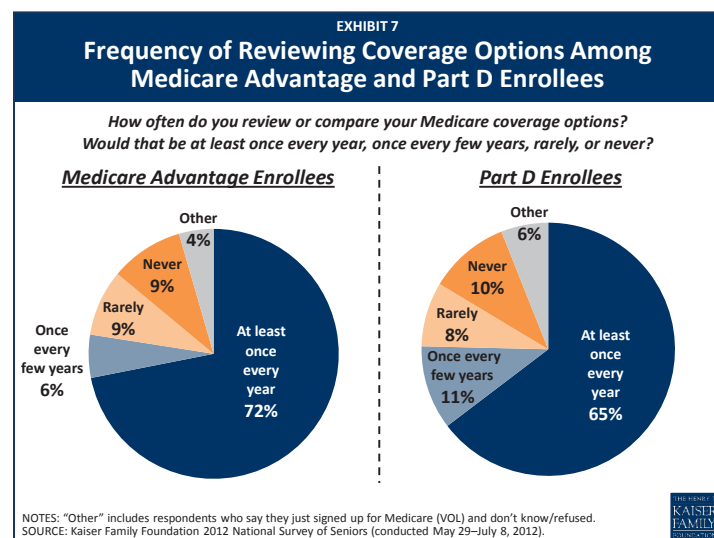 EXHIBIT 7
Frequency of Reviewing Coverage Options Among
Medicare Advantage and Part D Enrollees
How often do you review or compare your Medicare coverage options?
Would that be at least once every year, once every few years, rarely, or never?
Medicare Advantage Enrollees
Other
4%
Never
9%
Rarely
9%
Once
every
few years
6%
At least
once
every
year
72%
Part D Enrollees
Other
6%
Never
10%
Rarely
8%
Once every
few years
11%
At least
once
every
year
65%
NOTES: “Other” includes respondents who say they just signed up for Medicare (VOL) and don’t know/refused.
SOURCE: Kaiser Family Foundation 2012 National Survey of Seniors (conducted May 29–July 8, 2012).
THE HENRY
KAISER
FAMILY
FOUNDATION